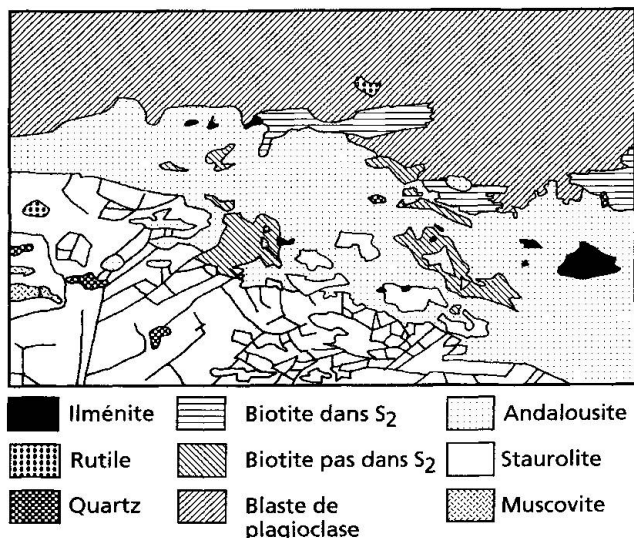 Ilménite
Biotite dans S₂
Andalousite
Rutile
Biotite pas dans S₂
Staurolite
Quartz
Blaste de
plagioclase
Muscovite